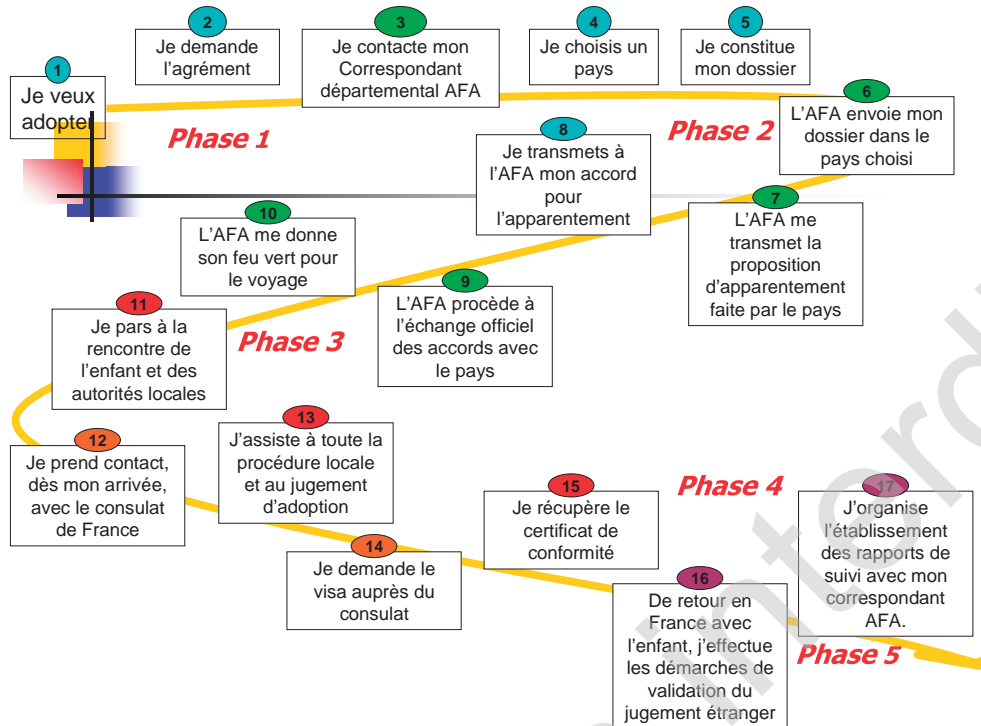 1
Je veux
adopter
2
Je demande
l'agrément
3
Je contacte mon
Correspondant
départemental AFA
4
Je choisis un
pays
5
Je constitue
mon dossier
6
L'AFA envoie mon
dossier dans le
pays choisi
Phase 1
Phase 2
7
L'AFA me
transmet la
proposition
d'apparentement
faite par le pays
8
Je transmets à
l'AFA mon accord
pour
l'apparentement
9
L'AFA procède à
l'échange officiel
des accords avec
le pays
10
L'AFA me donne
son feu vert pour
le voyage
Phase 3
11
Je pars à la
rencontre de
l'enfant et des
autorités locales
12
Je prend contact,
dès mon arrivée,
avec le consulat
de France
13
J'assiste à toute la
procédure locale
et au jugement
d'adoption
14
Je demande le
visa auprès du
consulat
15
Je récupère le
certificat de
conformité
Phase 4
16
De retour en
France avec
l'enfant, j'effectue
les démarches de
validation du
jugement étranger
17
J'organise
l'établissement
des rapports de
suivi avec mon
correspondant
AFA.
Phase 5